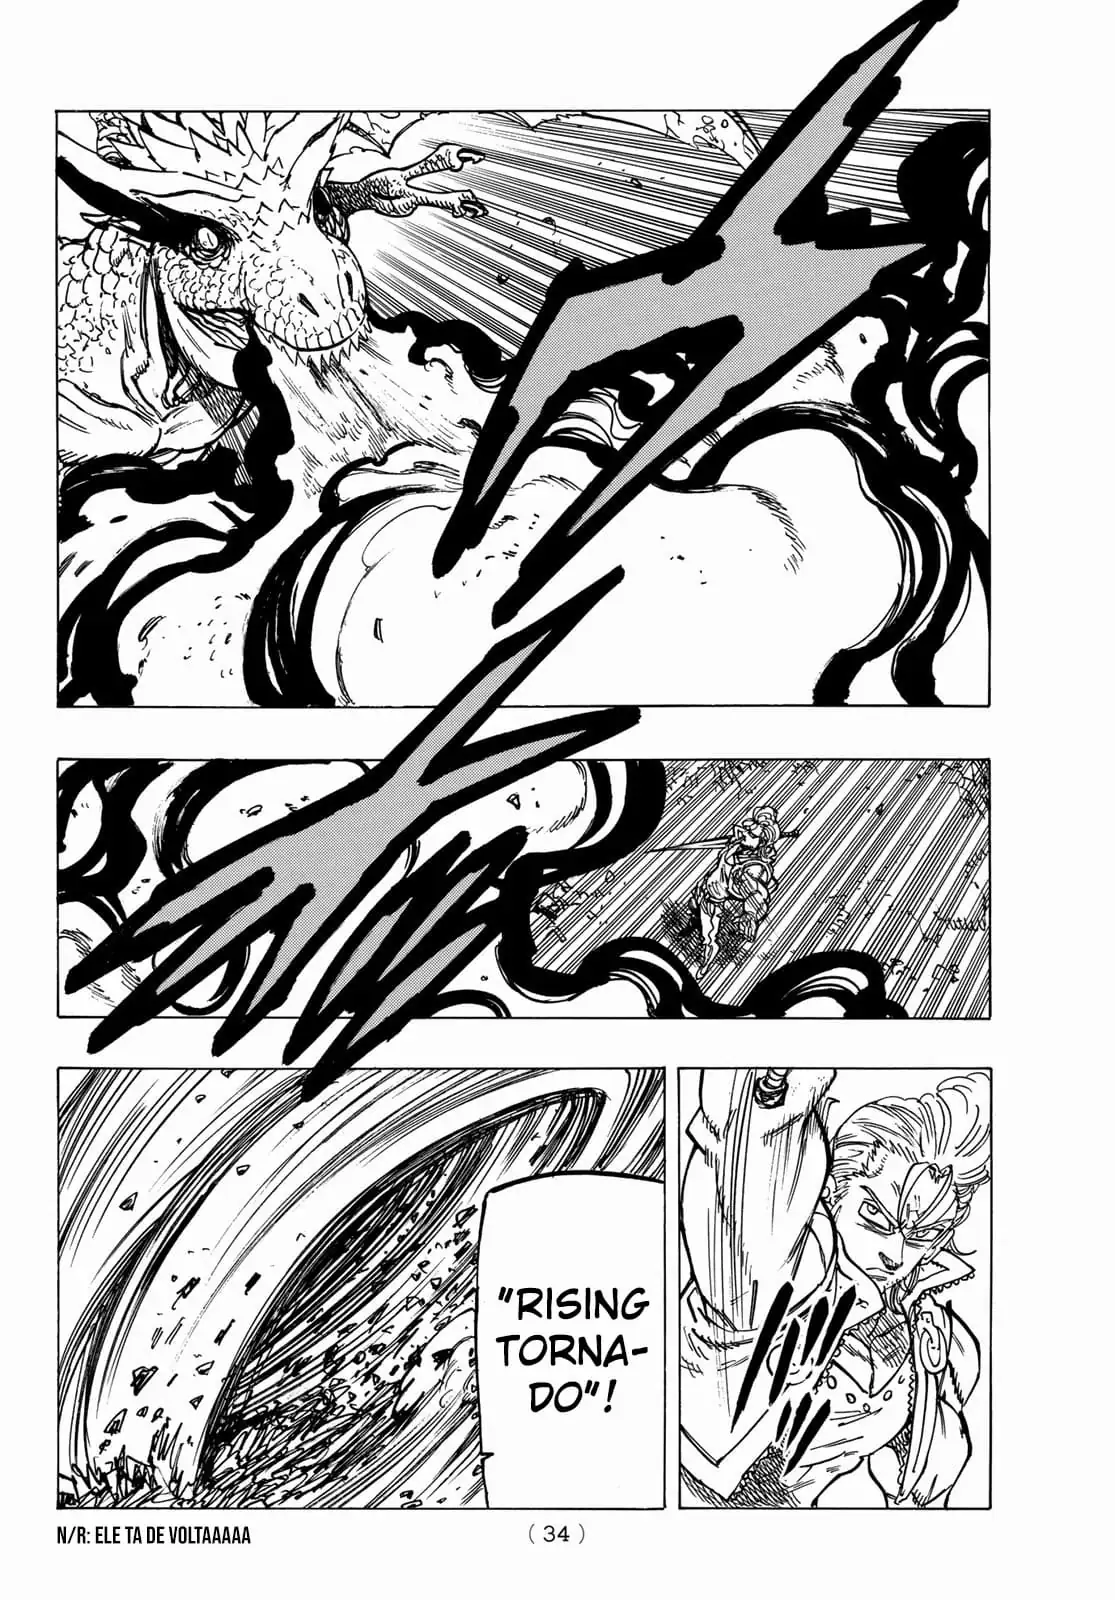 "RISING
TORNA-
DO"!
N/R: ELE TA DE VOLTAAAAA
( 34 )